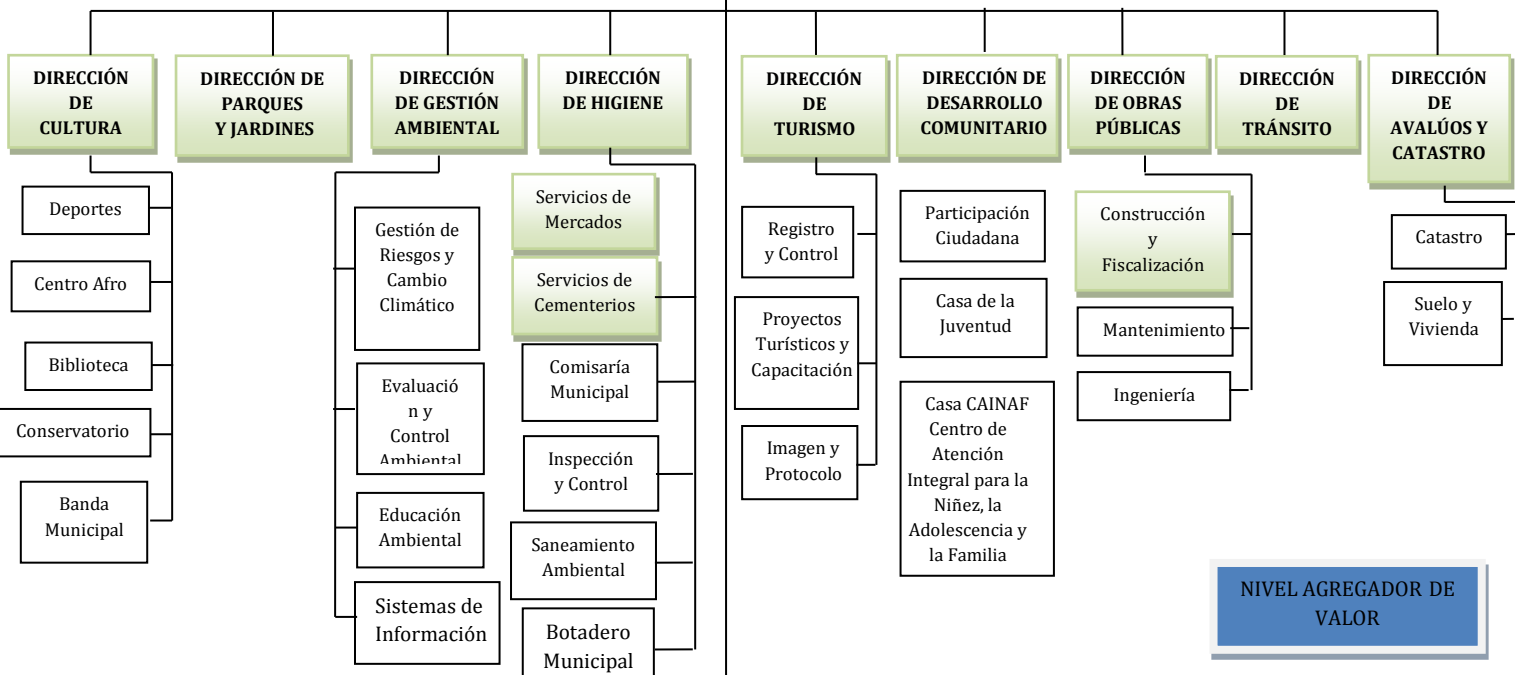 DIRECCIÓN
DE
CULTURA
DIRECCIÓN DE
PARQUES
Y JARDINES
DIRECCIÓN
DE GESTIÓN
AMBIENTAL
DIRECCIÓN
DE HIGIENE
DIRECCIÓN
DE
TURISMO
DIRECCIÓN DE
DESARROLLO
COMUNITARIO
DIRECCIÓN
DE OBRAS
PÚBLICAS
DIRECCIÓN
DE
TRÁNSITO
DIRECCIÓN
DE
AVALÚOS Y
CATASTRO
Deportes
Centro Afro
Biblioteca
Conservatorio
Banda
Municipal
Gestión de
Riesgos y
Cambio
Climático
Evaluació
n y
Control
Ambiental
Educación
Ambiental
Sistemas de
Información
Servicios de
Mercados
Servicios de
Cementerios
Comisaría
Municipal
Inspección
y Control
Saneamiento
Ambiental
Botadero
Municipal
Registro
y Control
Proyectos
Turísticos y
Capacitación
Imagen y
Protocolo
Participación
Ciudadana
Casa de la
Juventud
Casa CAINAF
Centro de
Atención
Integral para la
Niñez, la
Adolescencia y
la Familia
Construcción
y
Fiscalización
Mantenimiento
Ingeniería
Catastro
Suelo y
Vivienda
NIVEL AGREGADOR DE
VALOR